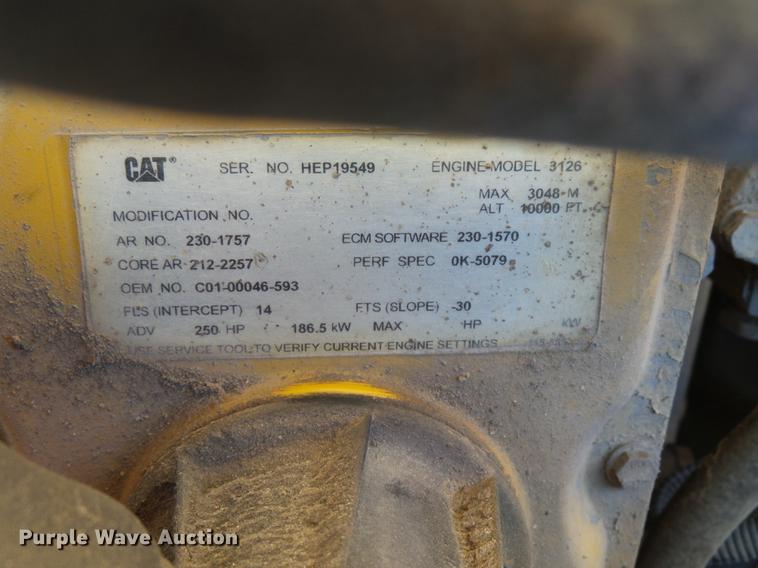 CAT® SER. NO. HEP19549 ENGINE MODEL 3126
MAX 3048 M
MODIFICATION NO. ALT 10000 FT
AR NO. 230-1757 ECM SOFTWARE 230-1570
CORE AR 212-2257 PERF SPEC 0K-5079
OEM NO. C01-00046-593
FLS (INTERCEPT) 14 FTS (SLOPE) -30
ADV 250 HP 186.5 kW MAX HP kW
USE SERVICE TOOL TO VERIFY CURRENT ENGINE SETTINGS
Purple Wave Auction